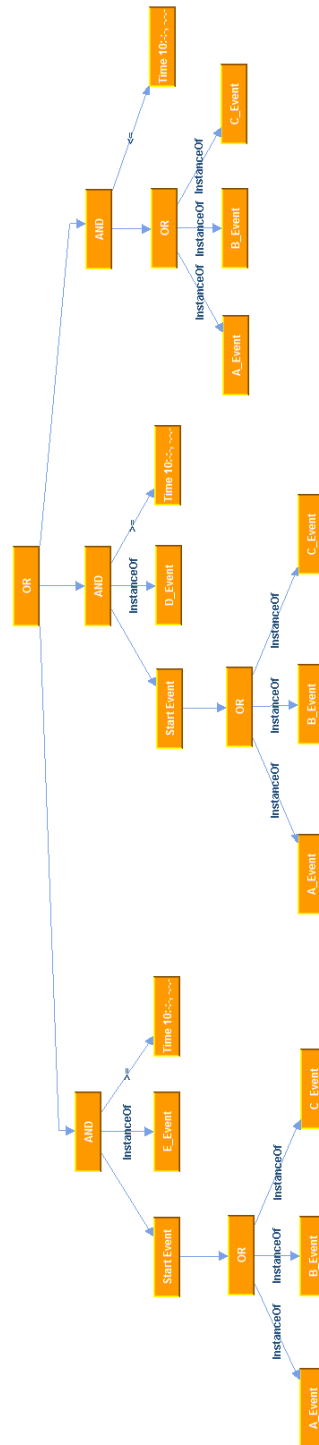 OR
AND
AND
AND
InstanceOf
>=
InstanceOf
>=
<=
Start Event
E_Event
Time 10:-:-, -.-.-
Start Event
D_Event
Time 10:-:-, -.-.-
OR
Time 10:-:-, -.-.-
InstanceOf
InstanceOf
InstanceOf
OR
OR
A_Event
B_Event
C_Event
InstanceOf
InstanceOf
InstanceOf
InstanceOf
InstanceOf
InstanceOf
A_Event
B_Event
C_Event
A_Event
B_Event
C_Event